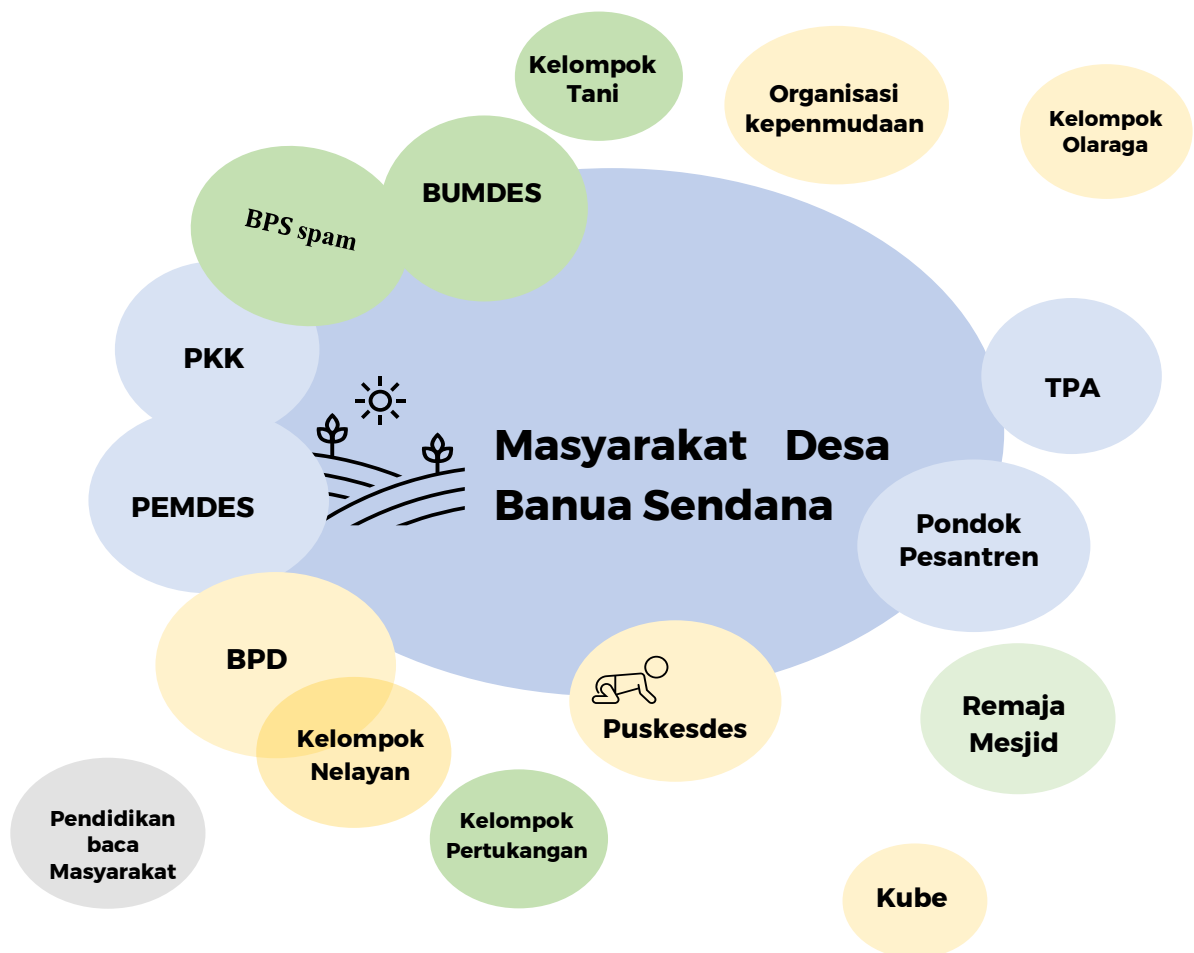 Kelompok
Tani
Organisasi
kepenmudaan
Kelompok
Olaraga
BUMDES
BPS spam
PKK
TPA
Masyarakat Desa
Banua Sendana
PEMDES
Pondok
Pesantren
BPD
Puskesdes
Remaja
Mesjid
Kelompok
Nelayan
Pendidikan
baca
Masyarakat
Kelompok
Pertukangan
Kube